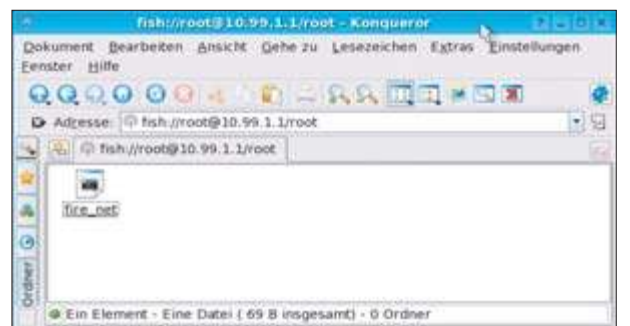 fish://root@10.99.1.1/root - Konqueror
Dokument Bearbeiten Ansicht Gehe zu Lesezeichen Extras Einstellungen
Fenster Hilfe
Adresse: fish://root@10.99.1.1/root
fish://root@10.99.1.1/root
fire_net
Ordner
Ein Element - Eine Datei ( 69 B insgesamt) - 0 Ordner